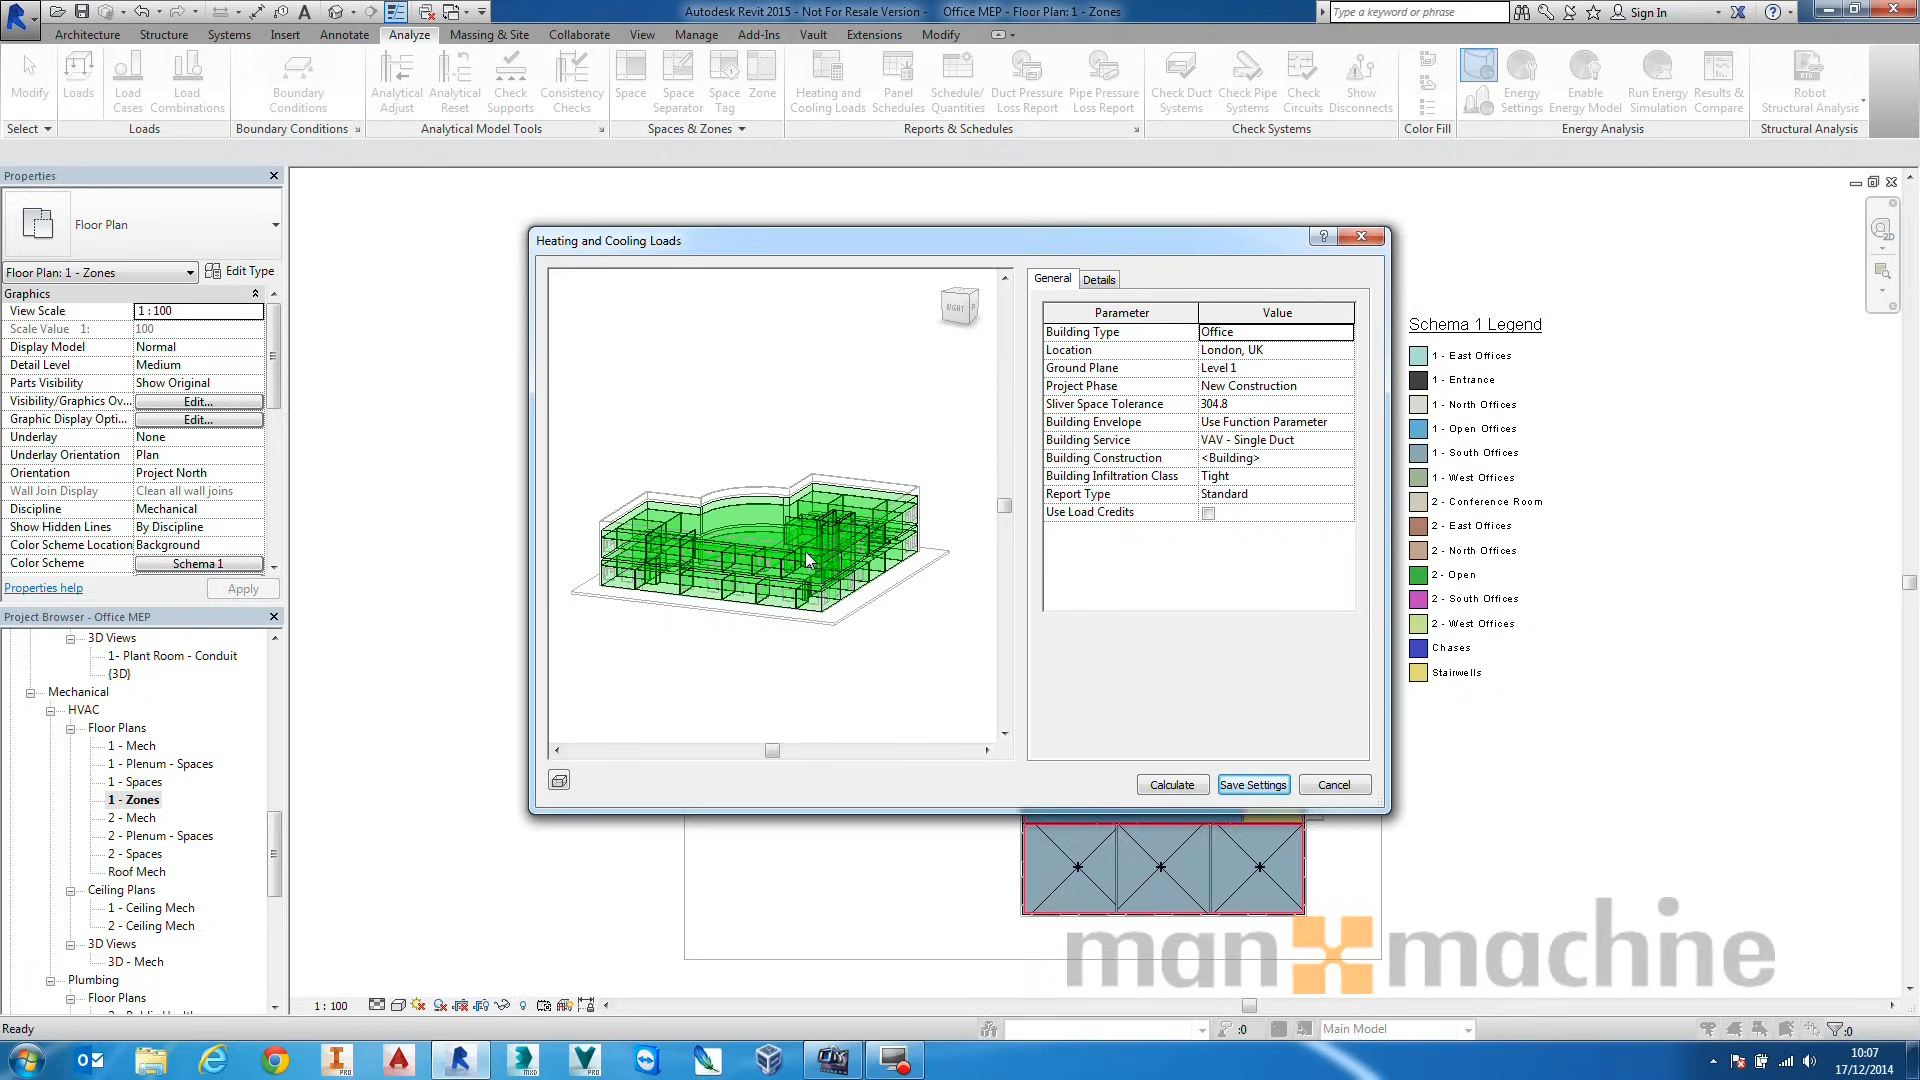 Autodesk Revit 2015 - Not For Resale Version -    Office MEP - Floor Plan: 1 - Zones
Type a keyword or phrase
Sign In
Architecture Structure Systems Insert Annotate Analyze Massing & Site Collaborate View Manage Add-Ins Vault Extensions Modify
Modify
Loads
Load Cases
Load Combinations
Boundary Conditions
Analytical Adjust
Analytical Reset
Check Supports
Consistency Checks
Space
Space Separator
Space Tag
Zone
Heating and Cooling Loads
Panel Schedules
Schedule/ Quantities
Duct Pressure Loss Report
Pipe Pressure Loss Report
Check Duct Systems
Check Pipe Systems
Check Circuits
Show Disconnects
Energy Settings
Enable Energy Model
Run Energy Simulation
Results & Compare
Robot Structural Analysis
Select Loads Boundary Conditions Analytical Model Tools Spaces & Zones Reports & Schedules Check Systems Color Fill Energy Analysis Structural Analysis
Properties
Floor Plan
Floor Plan: 1 - Zones
Edit Type
Graphics
View Scale 1 : 100
Scale Value 1: 100
Display Model Normal
Detail Level Medium
Parts Visibility Show Original
Visibility/Graphics Ov... Edit...
Graphic Display Opti... Edit...
Underlay None
Underlay Orientation Plan
Orientation Project North
Wall Join Display Clean all wall joins
Discipline Mechanical
Show Hidden Lines By Discipline
Color Scheme Location Background
Color Scheme Schema 1
Properties help
Apply
Project Browser - Office MEP
3D Views
1- Plant Room - Conduit
{3D}
Mechanical
HVAC
Floor Plans
1 - Mech
1 - Plenum - Spaces
1 - Spaces
1 - Zones
2 - Mech
2 - Plenum - Spaces
2 - Spaces
Roof Mech
Ceiling Plans
1 - Ceiling Mech
2 - Ceiling Mech
3D Views
3D - Mech
Plumbing
Floor Plans
Heating and Cooling Loads
RIGHT
General Details
Parameter Value
Building Type Office
Location London, UK
Ground Plane Level 1
Project Phase New Construction
Sliver Space Tolerance 304.8
Building Envelope Use Function Parameter
Building Service VAV - Single Duct
Building Construction <Building>
Building Infiltration Class Tight
Report Type Standard
Use Load Credits
Calculate Save Settings Cancel
Schema 1 Legend
1 - East Offices
1 - Entrance
1 - North Offices
1 - Open Offices
1 - South Offices
1 - West Offices
2 - Conference Room
2 - East Offices
2 - North Offices
2 - Open
2 - South Offices
2 - West Offices
Chases
Stairwells
2D
man machine
1 : 100
Ready
:0
Main Model
:0
10:07
17/12/2014